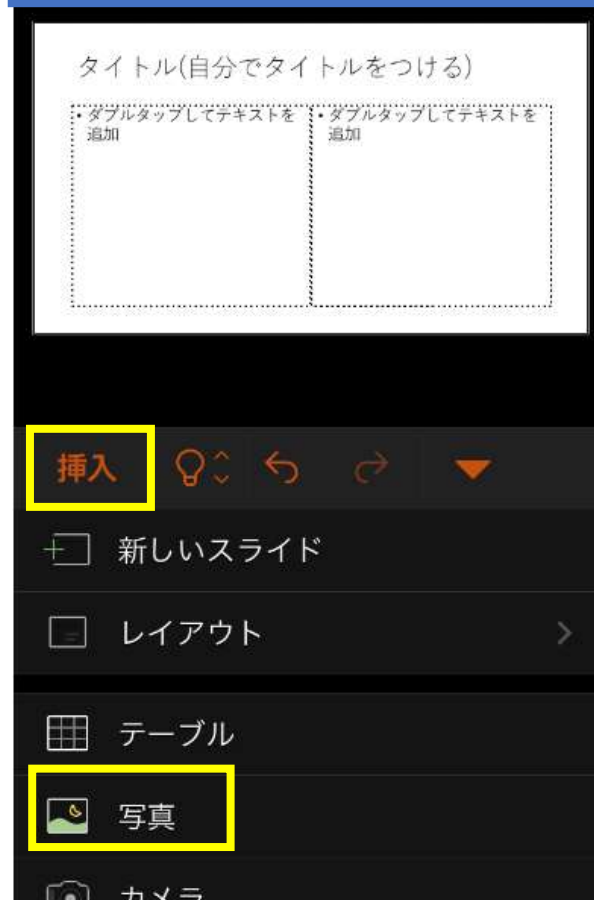 タイトル(自分でタイトルをつける)
• ダブルタップしてテキストを
追加
• ダブルタップしてテキストを
追加
挿入
新しいスライド
レイアウト
テーブル
写真
カメラ